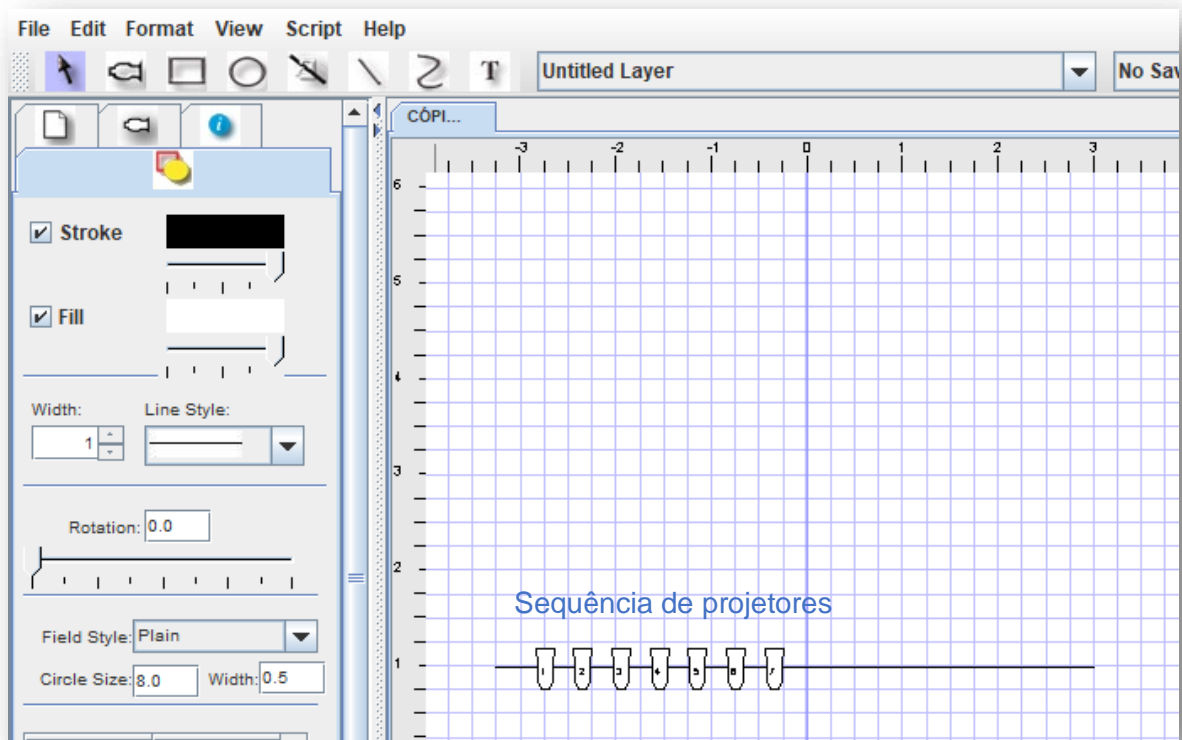 File Edit Format View Script Help
T Untitled Layer No Sav
CÓPI...
-3 -2 -1 0 1 2 3
6
Stroke
5
Fill
4
Width: Line Style:
1
3
Rotation: 0.0
2
Sequência de projetores
Field Style: Plain
1
1 2 3 4 5 6 7
Circle Size: 8.0 Width: 0.5